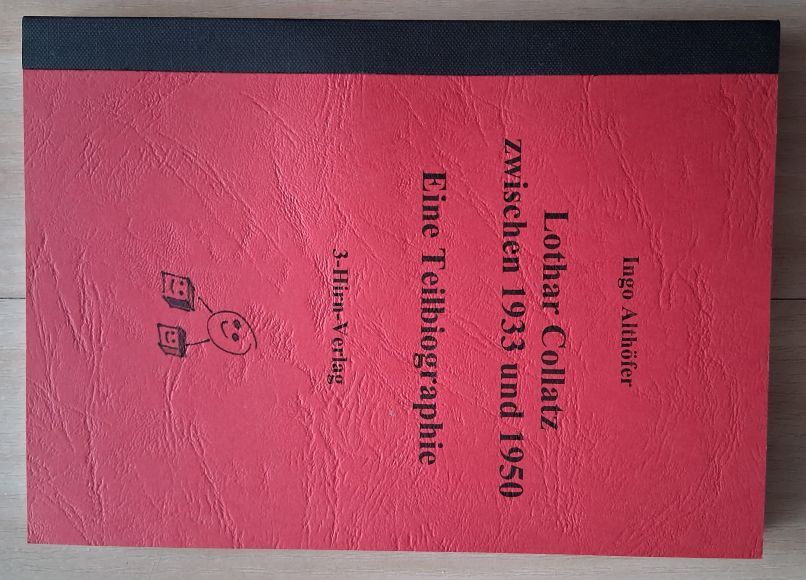 Ingo Althöfer
Lothar Collatz
zwischen 1933 und 1950
Eine Teilbiographie
3-Hirn-Verlag